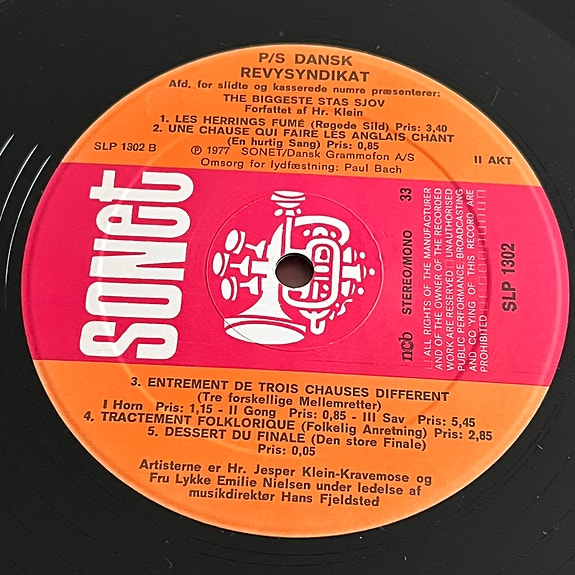 P/S DANSK
REVYSYNDIKAT
Afd. for slidte og kasserede numre præsenterer:
THE BIGGESTE STAS SJOV
Forfattet af Hr. Klein
1. LES HERRINGS FUMÉ (Røgede Sild) Pris: 3,40
2. UNE CHAUSE QUI FAIRE LES ANGLAIS CHANT
(En hurtig Sang) Pris: 0,85
SLP 1302 B
℗ 1977 SONET/Dansk Grammofon A/S
II AKT
Omsorg for lydfæstning: Paul Bach
sonet
ncb
STEREO/MONO 33
ALL RIGHTS OF THE MANUFACTURER
AND OF THE OWNER OF THE RECORDED
WORK ARE RESERVED UNAUTHORISED
PUBLIC PERFORMANCE BROADCASTING
AND CO YING OF THIS RECORD ARE
PROHIBITED
SLP 1302
3. ENTREMENT DE TROIS CHAUSES DIFFERENT
(Tre forskellige Mellemretter)
I Horn Pris: 1,15 - II Gong Pris: 0,85 - III Sav Pris: 5,45
4. TRACTEMENT FOLKLORIQUE (Folkelig Anretning) Pris: 2,85
5. DESSERT DU FINALE (Den store Finale)
Pris: 0,05
Artisterne er Hr. Jesper Klein-Kravemose og
Fru Lykke Emilie Nielsen under ledelse af
musikdirektør Hans Fjeldsted